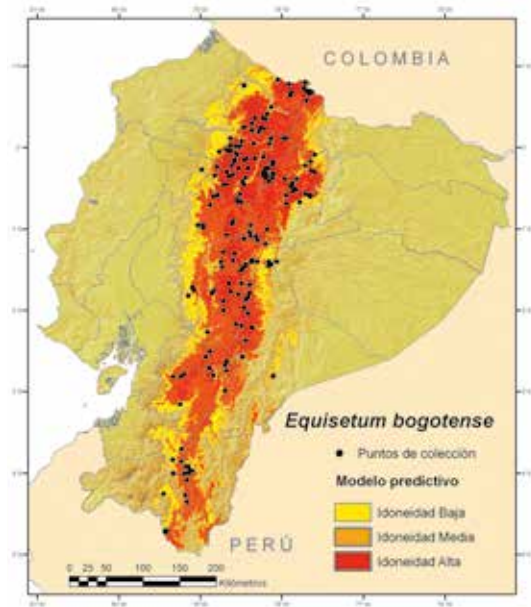 COLOMBIA
Equisetum bogotense
Puntos de colección
Modelo predictivo
Idoneidad Baja
Idoneidad Media
Idoneidad Alta
PERÚ
0 25 50 100 150 200
Kilómetros